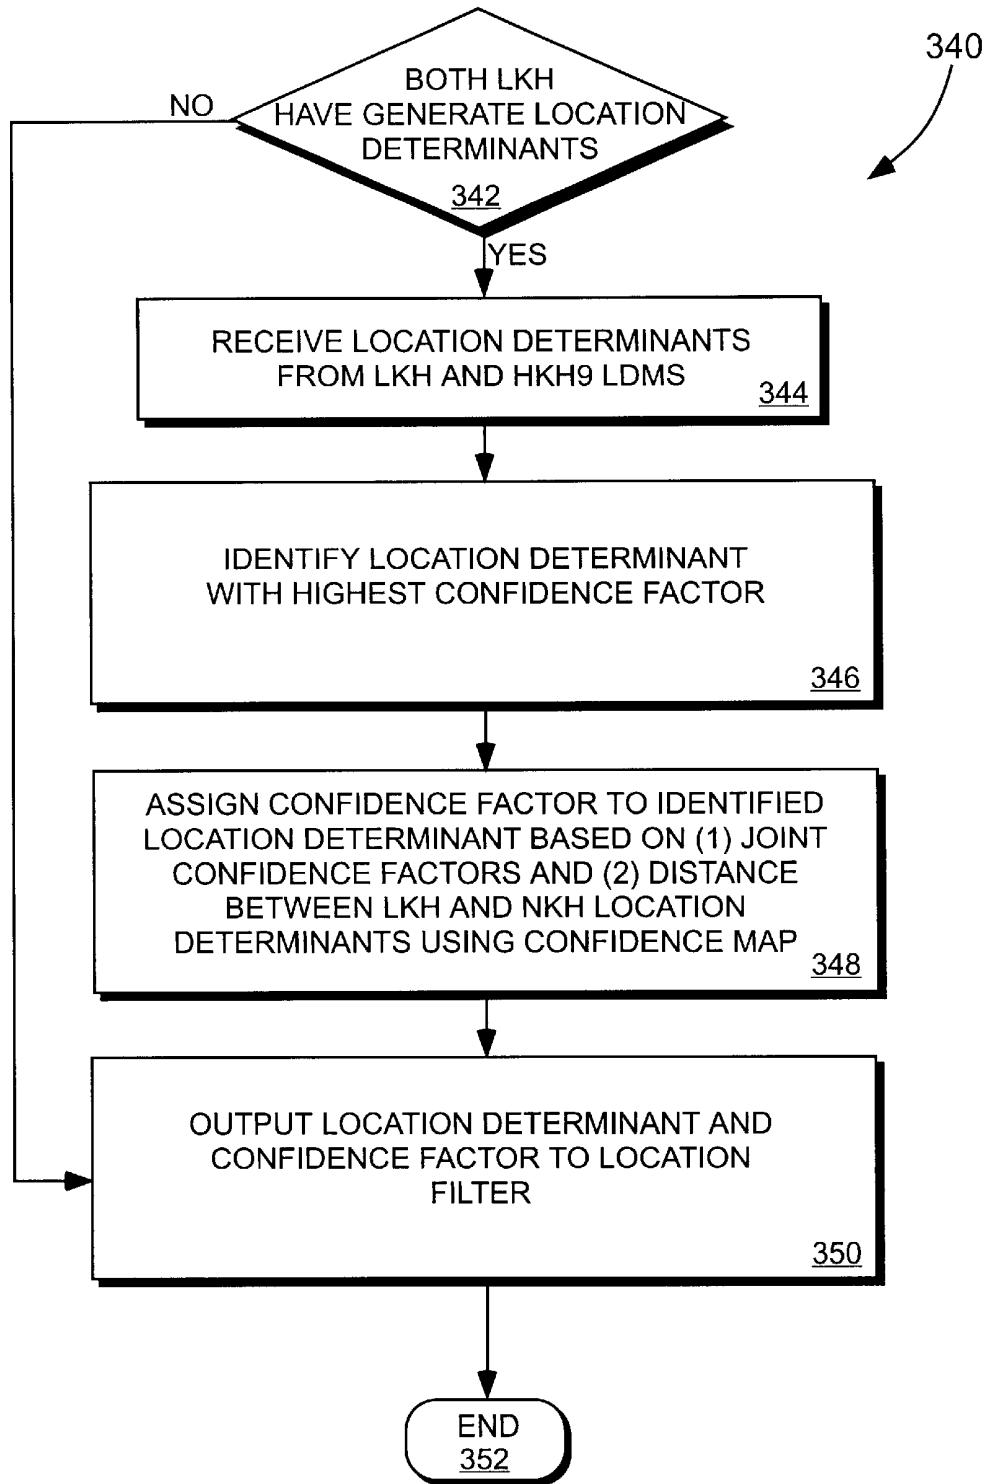 340
BOTH LKH
HAVE GENERATE LOCATION
DETERMINANTS
342
NO
YES
RECEIVE LOCATION DETERMINANTS
FROM LKH AND HKH9 LDMS
344
IDENTIFY LOCATION DETERMINANT
WITH HIGHEST CONFIDENCE FACTOR
346
ASSIGN CONFIDENCE FACTOR TO IDENTIFIED
LOCATION DETERMINANT BASED ON (1) JOINT
CONFIDENCE FACTORS AND (2) DISTANCE
BETWEEN LKH AND NKH LOCATION
DETERMINANTS USING CONFIDENCE MAP
348
OUTPUT LOCATION DETERMINANT AND
CONFIDENCE FACTOR TO LOCATION
FILTER
350
END
352